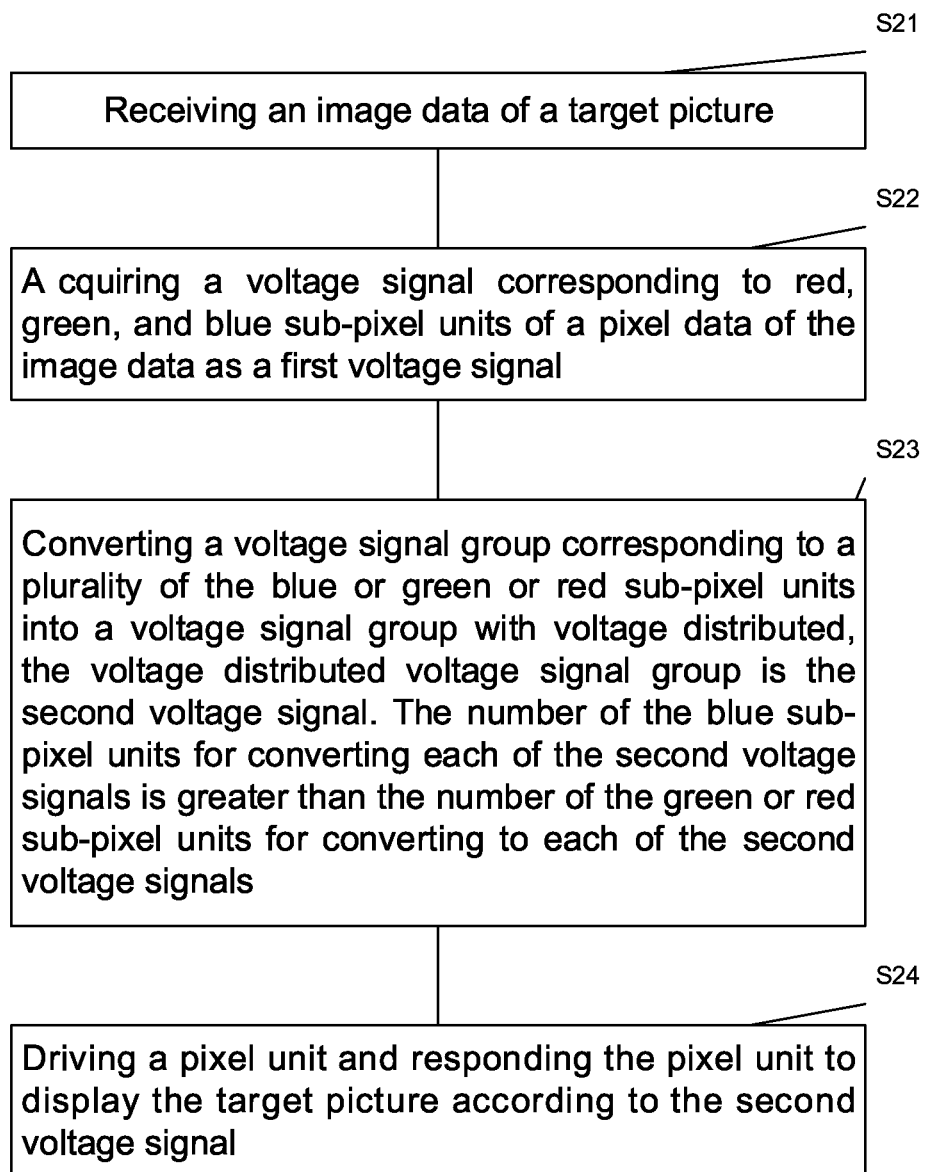 S21
Receiving an image data of a target picture
S22
A cquiring a voltage signal corresponding to red,
green, and blue sub-pixel units of a pixel data of the
image data as a first voltage signal
S23
Converting a voltage signal group corresponding to a
plurality of the blue or green or red sub-pixel units
into a voltage signal group with voltage distributed,
the voltage distributed voltage signal group is the
second voltage signal. The number of the blue sub-
pixel units for converting each of the second voltage
signals is greater than the number of the green or red
sub-pixel units for converting to each of the second
voltage signals
S24
Driving a pixel unit and responding the pixel unit to
display the target picture according to the second
voltage signal